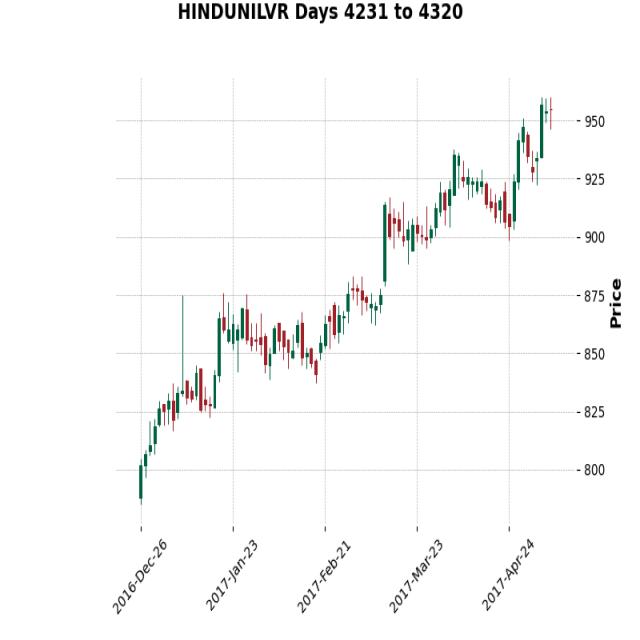 HINDUNILVR Days 4231 to 4320
950
925
900
875
850
825
800
Price
2016-Dec-26
2017-Jan-23
2017-Feb-21
2017-Mar-23
2017-Apr-24